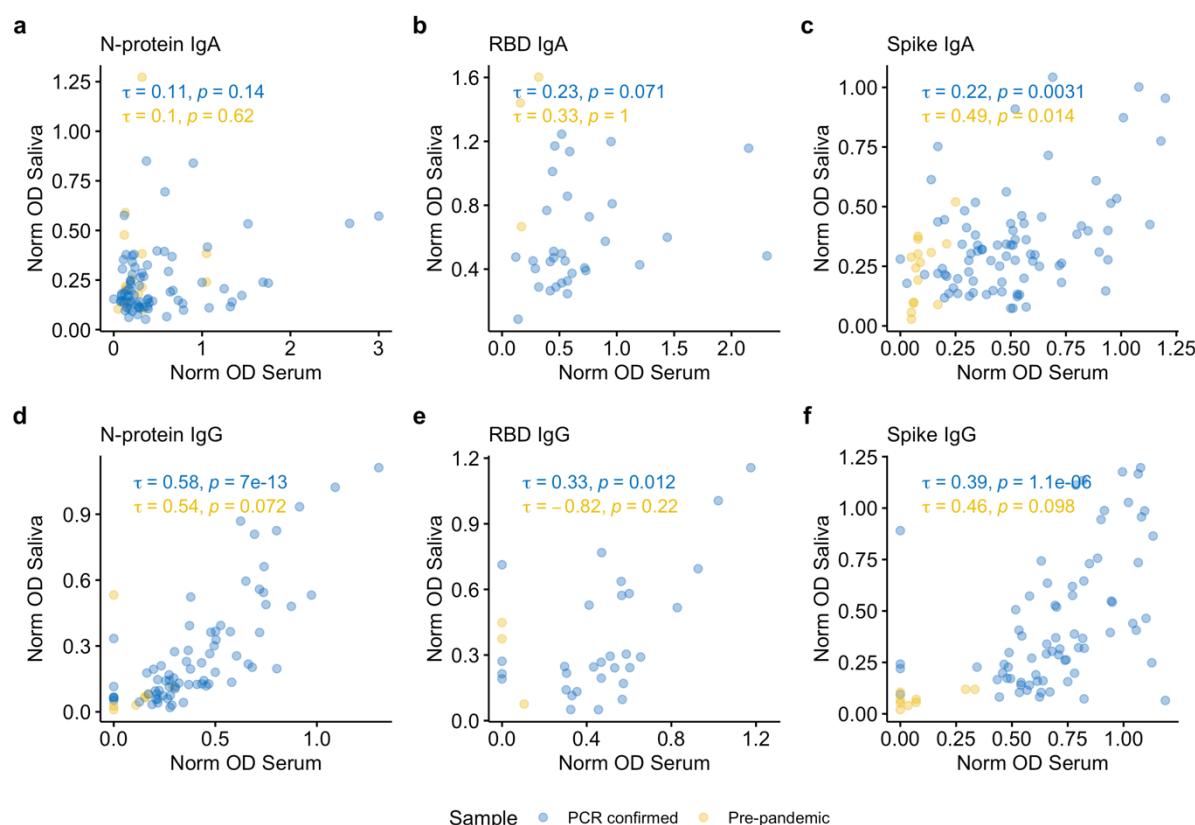 a
N-protein IgA
τ = 0.11, p = 0.14
τ = 0.1, p = 0.62
Norm OD Saliva
1.25
1.00
0.75
0.50
0.25
0.00
0 1 2 3
Norm OD Serum
b
RBD IgA
τ = 0.23, p = 0.071
τ = 0.33, p = 1
Norm OD Saliva
1.6
1.2
0.8
0.4
0.0 0.5 1.0 1.5 2.0
Norm OD Serum
c
Spike IgA
τ = 0.22, p = 0.0031
τ = 0.49, p = 0.014
Norm OD Saliva
1.00
0.75
0.50
0.25
0.00
0.00 0.25 0.50 0.75 1.00 1.25
Norm OD Serum
d
N-protein IgG
τ = 0.58, p = 7e-13
τ = 0.54, p = 0.072
Norm OD Saliva
0.9
0.6
0.3
0.0
0.0 0.5 1.0
Norm OD Serum
e
RBD IgG
τ = 0.33, p = 0.012
τ = −0.82, p = 0.22
Norm OD Saliva
1.2
0.9
0.6
0.3
0.0
0.0 0.4 0.8 1.2
Norm OD Serum
f
Spike IgG
τ = 0.39, p = 1.1e-06
τ = 0.46, p = 0.098
Norm OD Saliva
1.25
1.00
0.75
0.50
0.25
0.00
0.00 0.25 0.50 0.75 1.00
Norm OD Serum
Sample PCR confirmed Pre-pandemic